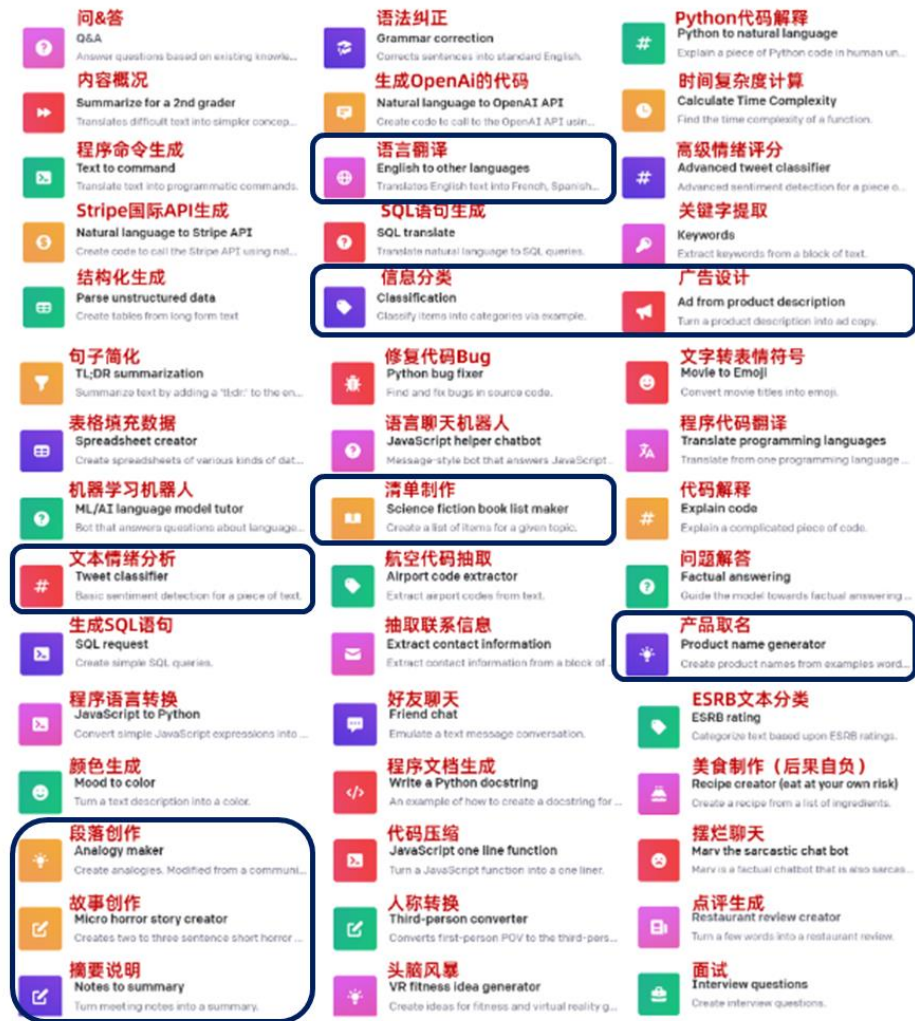 问&答
Q&A
Answer questions based on existing knowle...
语法纠正
Grammar correction
Corrects sentences into standard English.
Python代码解释
Python to natural language
Explain a piece of Python code in human un...
内容概况
Summarize for a 2nd grader
Translates difficult text into simpler concep...
生成OpenAi的代码
Natural language to OpenAI API
Create code to call to the OpenAI API usin...
时间复杂度计算
Calculate Time Complexity
Find the time complexity of a function.
程序命令生成
Text to command
Translate text into programmatic commands.
语言翻译
English to other languages
Translates English text into French, Spanish...
高级情绪评分
Advanced tweet classifier
Advanced sentiment detection for a piece o...
Stripe国际API生成
Natural language to Stripe API
Create code to call the Stripe API using nat...
SQL语句生成
SQL translate
Translate natural language to SQL queries.
关键字提取
Keywords
Extract keywords from a block of text.
结构化生成
Parse unstructured data
Create tables from long form text
信息分类
Classification
Classify items into categories via example.
广告设计
Ad from product description
Turn a product description into ad copy.
句子简化
TL;DR summarization
Summarize text by adding a 'tl;dr:' to the en...
修复代码Bug
Python bug fixer
Find and fix bugs in source code.
文字转表情符号
Movie to Emoji
Convert movie titles into emoji.
表格填充数据
Spreadsheet creator
Create spreadsheets of various kinds of dat...
语言聊天机器人
JavaScript helper chatbot
Message-style bot that answers JavaScript...
程序代码翻译
Translate programming languages
Translate from one programming language ...
机器学习机器人
ML/AI language model tutor
Bot that answers questions about language...
清单制作
Science fiction book list maker
Create a list of items for a given topic.
代码解释
Explain code
Explain a complicated piece of code.
文本情绪分析
Tweet classifier
Basic sentiment detection for a piece of text.
航空代码抽取
Airport code extractor
Extract airport codes from text.
问题解答
Factual answering
Guide the model towards factual answering ...
生成SQL语句
SQL request
Create simple SQL queries.
抽取联系信息
Extract contact information
Extract contact information from a block of ...
产品取名
Product name generator
Create product names from examples word...
程序语言转换
JavaScript to Python
Convert simple JavaScript expressions into ...
好友聊天
Friend chat
Emulate a text message conversation.
ESRB文本分类
ESRB rating
Categorize text based upon ESRB ratings.
颜色生成
Mood to color
Turn a text description into a color.
程序文档生成
Write a Python docstring
An example of how to create a docstring for ...
美食制作（后果自负）
Recipe creator (eat at your own risk)
Create a recipe from a list of ingredients.
段落创作
Analogy maker
Create analogies. Modified from a communi...
代码压缩
JavaScript one line function
Turn a JavaScript function into a one liner.
摆烂聊天
Marv the sarcastic chat bot
Marv is a factual chatbot that is also sarcas...
故事创作
Micro horror story creator
Creates two to three sentence short horror ...
人称转换
Third-person converter
Converts first-person POV to the third-pers...
点评生成
Restaurant review creator
Turn a few words into a restaurant review.
摘要说明
Notes to summary
Turn meeting notes into a summary.
头脑风暴
VR fitness idea generator
Create ideas for fitness and virtual reality g...
面试
Interview questions
Create interview questions.